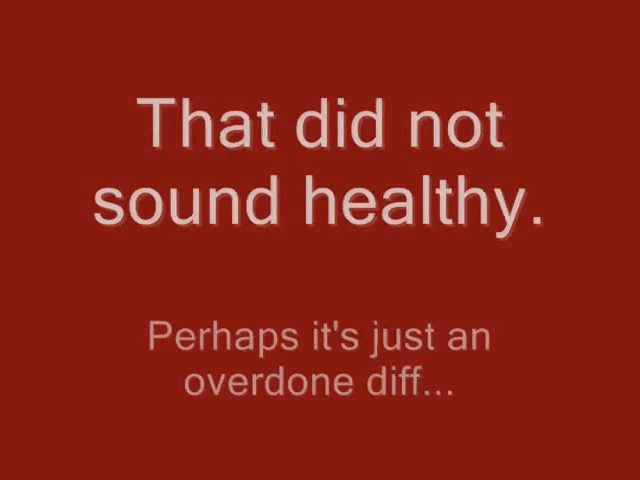 That did not
sound healthy.
Perhaps it's just an
overdone diff...